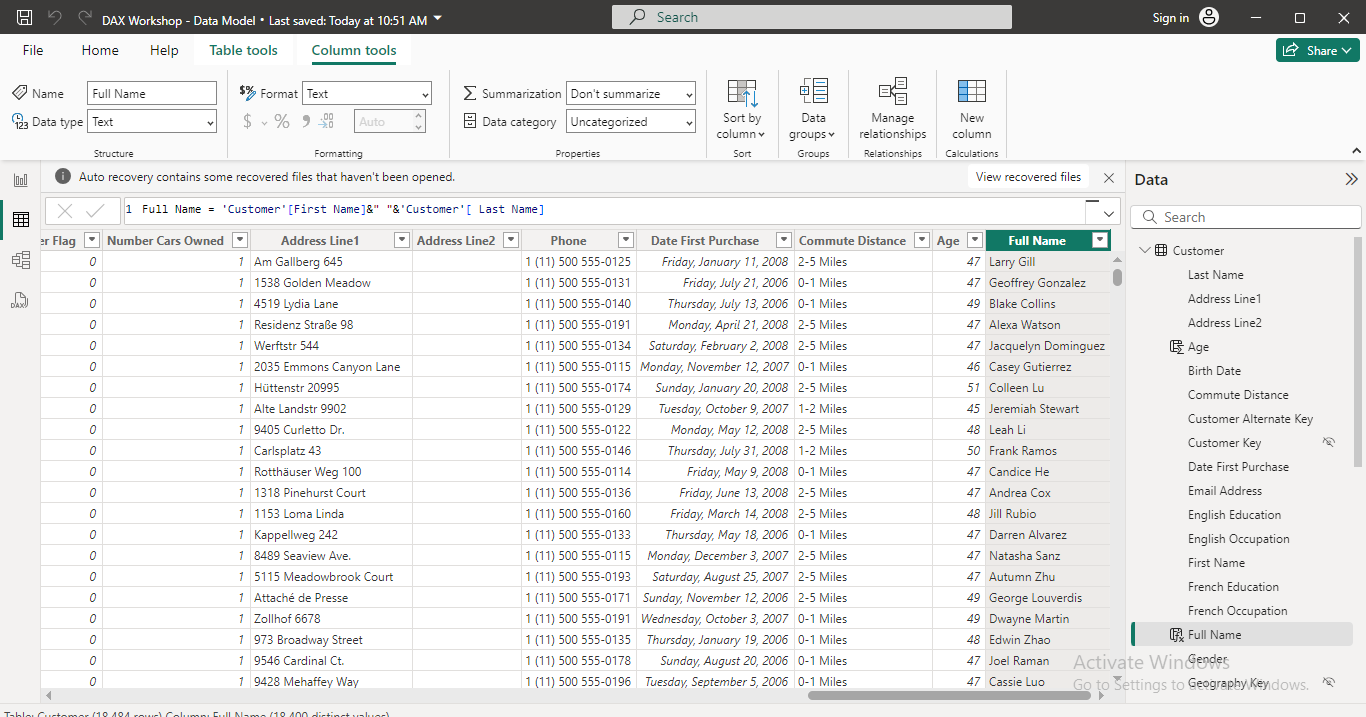 DAX Workshop - Data Model • Last saved: Today at 10:51 AM
Search
Sign in
File Home Help Table tools Column tools
Share
Name Full Name
Data type Text
Structure
$% Format Text
$ % 9 .00 Auto
Formatting
Summarization Don't summarize
Data category Uncategorized
Properties
Sort by column
Sort
Data groups
Groups
Manage relationships
Relationships
New column
Calculations
Auto recovery contains some recovered files that haven't been opened. View recovered files
1 Full Name = 'Customer'[First Name]&" "&'Customer'[ Last Name]
er Flag Number Cars Owned Address Line1 Address Line2 Phone Date First Purchase Commute Distance Age Full Name
0 1 Am Gallberg 645 1 (11) 500 555-0125 Friday, January 11, 2008 2-5 Miles 47 Larry Gill
0 1 1538 Golden Meadow 1 (11) 500 555-0131 Friday, July 21, 2006 0-1 Miles 47 Geoffrey Gonzalez
0 1 4519 Lydia Lane 1 (11) 500 555-0140 Thursday, July 13, 2006 0-1 Miles 49 Blake Collins
0 1 Residenz Straße 98 1 (11) 500 555-0191 Monday, April 21, 2008 2-5 Miles 47 Alexa Watson
0 1 Werftstr 544 1 (11) 500 555-0134 Saturday, February 2, 2008 2-5 Miles 47 Jacquelyn Dominguez
0 1 2035 Emmons Canyon Lane 1 (11) 500 555-0115 Monday, November 12, 2007 0-1 Miles 46 Casey Gutierrez
0 1 Hüttenstr 20995 1 (11) 500 555-0174 Sunday, January 20, 2008 2-5 Miles 51 Colleen Lu
0 1 Alte Landstr 9902 1 (11) 500 555-0129 Tuesday, October 9, 2007 1-2 Miles 45 Jeremiah Stewart
0 1 9405 Curletto Dr. 1 (11) 500 555-0122 Monday, May 12, 2008 2-5 Miles 48 Leah Li
0 1 Carlsplatz 43 1 (11) 500 555-0146 Thursday, July 31, 2008 1-2 Miles 50 Frank Ramos
0 1 Rotthäuser Weg 100 1 (11) 500 555-0114 Friday, May 9, 2008 0-1 Miles 47 Candice He
0 1 1318 Pinehurst Court 1 (11) 500 555-0136 Friday, June 13, 2008 2-5 Miles 47 Andrea Cox
0 1 1153 Loma Linda 1 (11) 500 555-0160 Friday, March 14, 2008 2-5 Miles 48 Jill Rubio
0 1 Kappellweg 242 1 (11) 500 555-0133 Thursday, May 18, 2006 0-1 Miles 47 Darren Alvarez
0 1 8489 Seaview Ave. 1 (11) 500 555-0115 Monday, December 3, 2007 2-5 Miles 47 Natasha Sanz
0 1 5115 Meadowbrook Court 1 (11) 500 555-0193 Saturday, August 25, 2007 2-5 Miles 47 Autumn Zhu
0 1 Attaché de Presse 1 (11) 500 555-0171 Sunday, November 12, 2006 2-5 Miles 49 George Louverdis
0 1 Zollhof 6678 1 (11) 500 555-0191 Wednesday, October 3, 2007 0-1 Miles 49 Dwayne Martin
0 1 973 Broadway Street 1 (11) 500 555-0135 Thursday, January 19, 2006 0-1 Miles 48 Edwin Zhao
0 1 9546 Cardinal Ct. 1 (11) 500 555-0178 Sunday, August 20, 2006 0-1 Miles 47 Joel Raman
0 1 9428 Mehaffey Way 1 (11) 500 555-0196 Tuesday, September 5, 2006 0-1 Miles 47 Cassie Luo
Data
Search
Customer
Last Name
Address Line1
Address Line2
Age
Birth Date
Commute Distance
Customer Alternate Key
Customer Key
Date First Purchase
Email Address
English Education
English Occupation
First Name
French Education
French Occupation
Full Name
Gender
Geography Key
Activate Windows
Go to Settings to activate Windows.
Table: Customer (18,484 rows) Column: Full Name (18,400 distinct values)